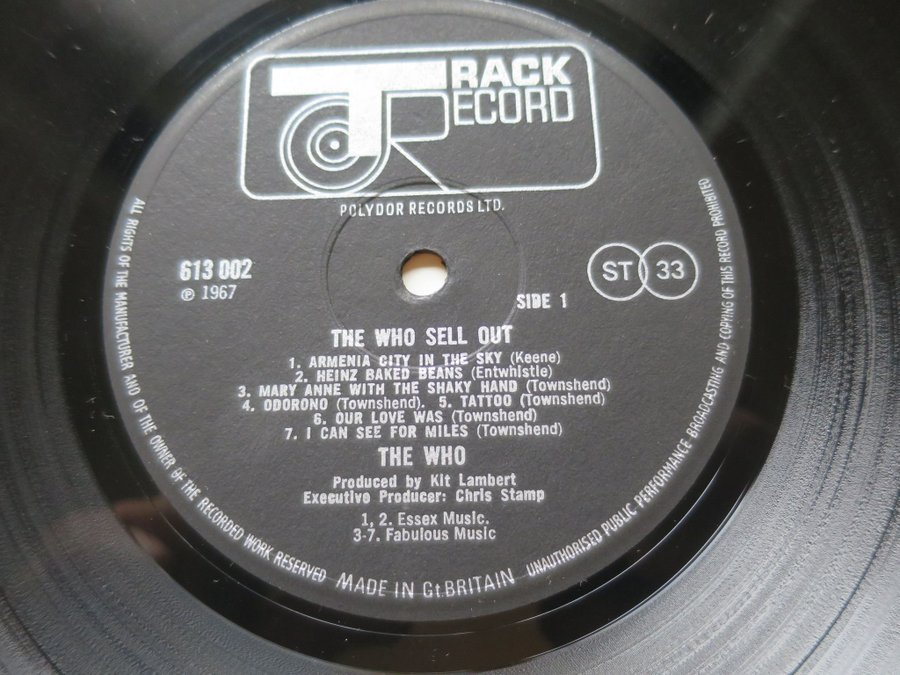 TRACK
RECORD
POLYDOR RECORDS LTD.
613 002
℗ 1967
ST 33
SIDE 1
THE WHO SELL OUT
1. ARMENIA CITY IN THE SKY (Keene)
2. HEINZ BAKED BEANS (Entwhistle)
3. MARY ANNE WITH THE SHAKY HAND (Townshend)
4. ODORONO (Townshend). 5. TATTOO (Townshend)
6. OUR LOVE WAS (Townshend)
7. I CAN SEE FOR MILES (Townshend)
THE WHO
Produced by Kit Lambert
Executive Producer: Chris Stamp
1, 2. Essex Music.
3-7. Fabulous Music
ALL RIGHTS OF THE MANUFACTURER AND OF THE OWNER OF THE RECORDED WORK RESERVED
MADE IN Gt. BRITAIN
UNAUTHORISED PUBLIC PERFORMANCE BROADCASTING AND COPYING OF THIS RECORD PROHIBITED